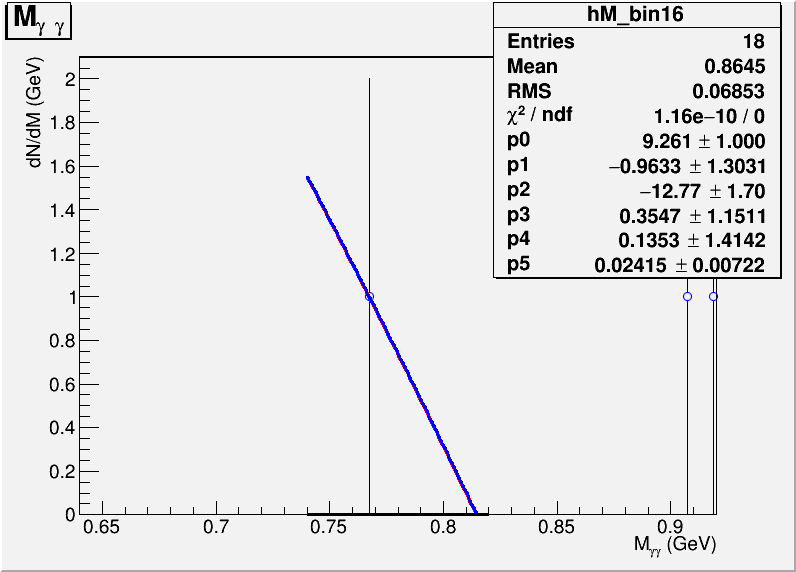 Mγ γ
hM_bin16
Entries 18
Mean 0.8645
RMS 0.06853
χ² / ndf 1.16e−10 / 0
p0 9.261 ± 1.000
p1 −0.9633 ± 1.3031
p2 −12.77 ± 1.70
p3 0.3547 ± 1.1511
p4 0.1353 ± 1.4142
p5 0.02415 ± 0.00722
dN/dM (GeV)
2
1.8
1.6
1.4
1.2
1
0.8
0.6
0.4
0.2
0
0.65 0.7 0.75 0.8 0.85 0.9
Mγγ (GeV)